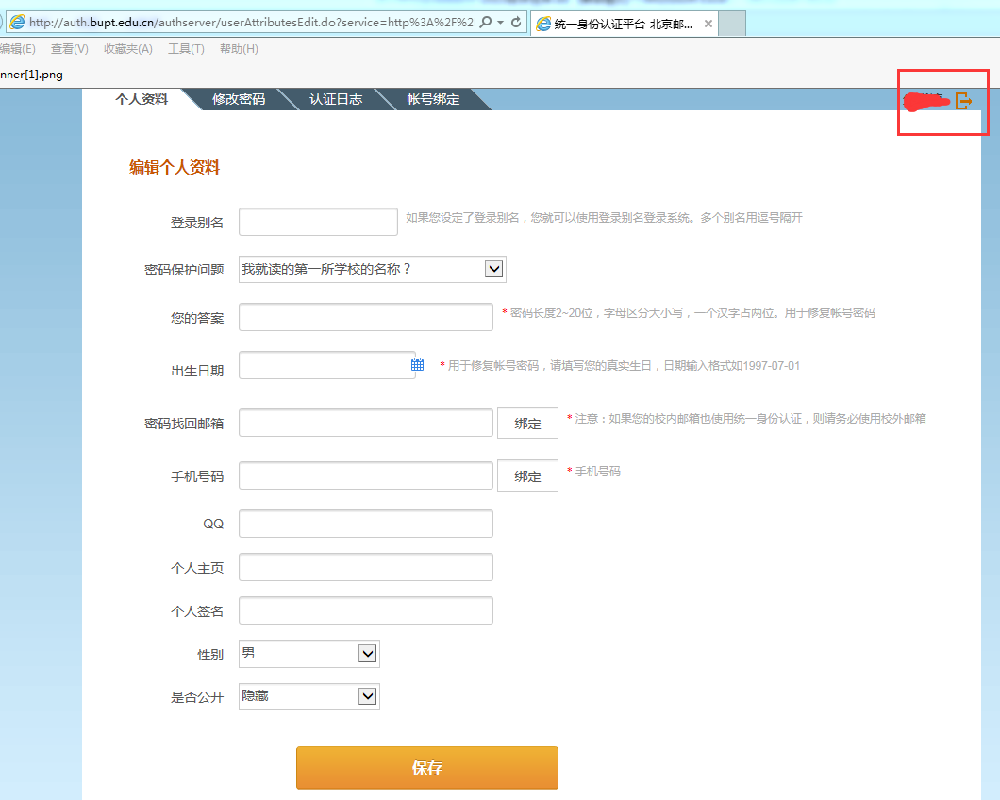 http://auth.bupt.edu.cn/authserver/userAttributesEdit.do?service=http%3A%2F%2
统一身份认证平台-北京邮...
编辑(E) 查看(V) 收藏夹(A) 工具(T) 帮助(H)
nner[1].png
个人资料 修改密码 认证日志 帐号绑定
编辑个人资料
登录别名 如果您设定了登录别名，您就可以使用登录别名登录系统。多个别名用逗号隔开
密码保护问题 我就读的第一所学校的名称？
您的答案 * 密码长度2~20位，字母区分大小写，一个汉字占两位。用于修复帐号密码
出生日期 * 用于修复帐号密码，请填写您的真实生日，日期输入格式如1997-07-01
密码找回邮箱 绑定 * 注意：如果您的校内邮箱也使用统一身份认证，则请务必使用校外邮箱
手机号码 绑定 * 手机号码
QQ
个人主页
个人签名
性别 男
是否公开 隐藏
保存